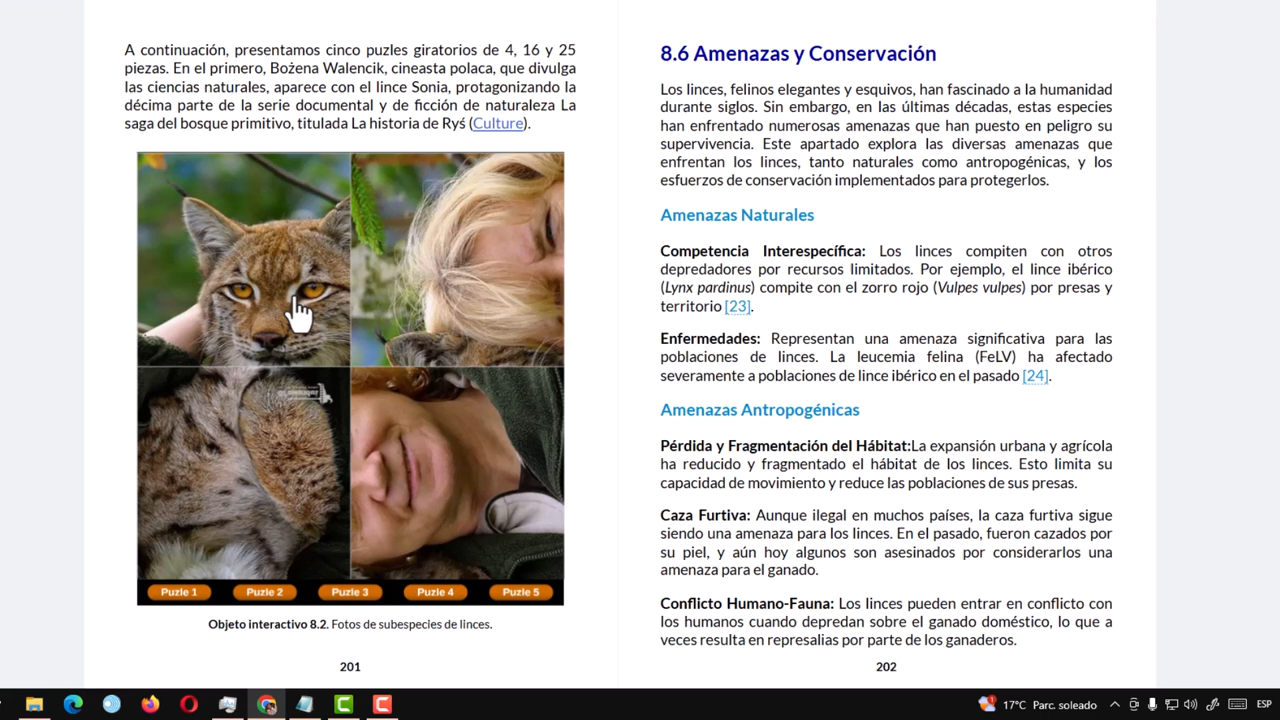 A continuación, presentamos cinco puzles giratorios de 4, 16 y 25
piezas. En el primero, Bożena Walencik, cineasta polaca, que divulga
las ciencias naturales, aparece con el lince Sonia, protagonizando la
décima parte de la serie documental y de ficción de naturaleza La
saga del bosque primitivo, titulada La historia de Ryś (Culture).
Puzle 1
Puzle 2
Puzle 3
Puzle 4
Puzle 5
Objeto interactivo 8.2. Fotos de subespecies de linces.
201
8.6 Amenazas y Conservación
Los linces, felinos elegantes y esquivos, han fascinado a la humanidad
durante siglos. Sin embargo, en las últimas décadas, estas especies
han enfrentado numerosas amenazas que han puesto en peligro su
supervivencia. Este apartado explora las diversas amenazas que
enfrentan los linces, tanto naturales como antropogénicas, y los
esfuerzos de conservación implementados para protegerlos.
Amenazas Naturales
Competencia Interespecífica: Los linces compiten con otros
depredadores por recursos limitados. Por ejemplo, el lince ibérico
(Lynx pardinus) compite con el zorro rojo (Vulpes vulpes) por presas y
territorio [23].
Enfermedades: Representan una amenaza significativa para las
poblaciones de linces. La leucemia felina (FeLV) ha afectado
severamente a poblaciones de lince ibérico en el pasado [24].
Amenazas Antropogénicas
Pérdida y Fragmentación del Hábitat:La expansión urbana y agrícola
ha reducido y fragmentado el hábitat de los linces. Esto limita su
capacidad de movimiento y reduce las poblaciones de sus presas.
Caza Furtiva: Aunque ilegal en muchos países, la caza furtiva sigue
siendo una amenaza para los linces. En el pasado, fueron cazados por
su piel, y aún hoy algunos son asesinados por considerarlos una
amenaza para el ganado.
Conflicto Humano-Fauna: Los linces pueden entrar en conflicto con
los humanos cuando depredan sobre el ganado doméstico, lo que a
veces resulta en represalias por parte de los ganaderos.
202
17°C Parc. soleado
ESP